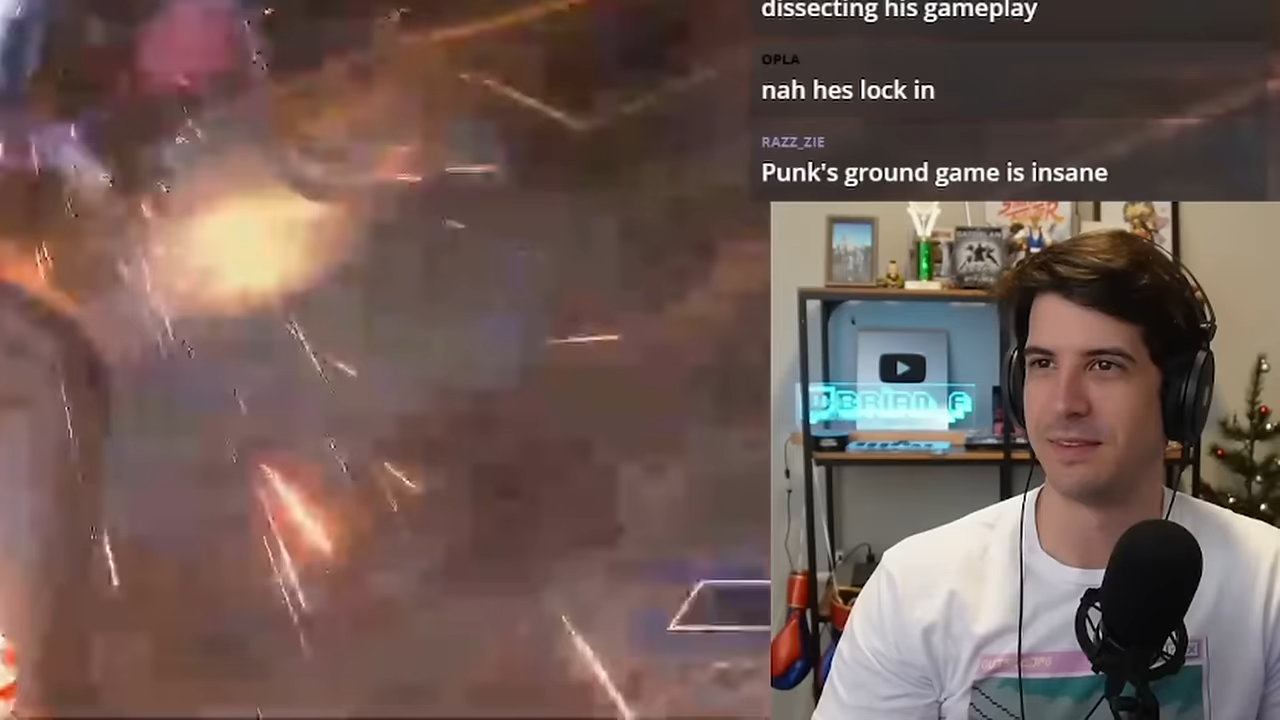 dissecting his gameplay
OPLA
nah hes lock in
RAZZ_ZIE
Punk's ground game is insane
BRIAN_F